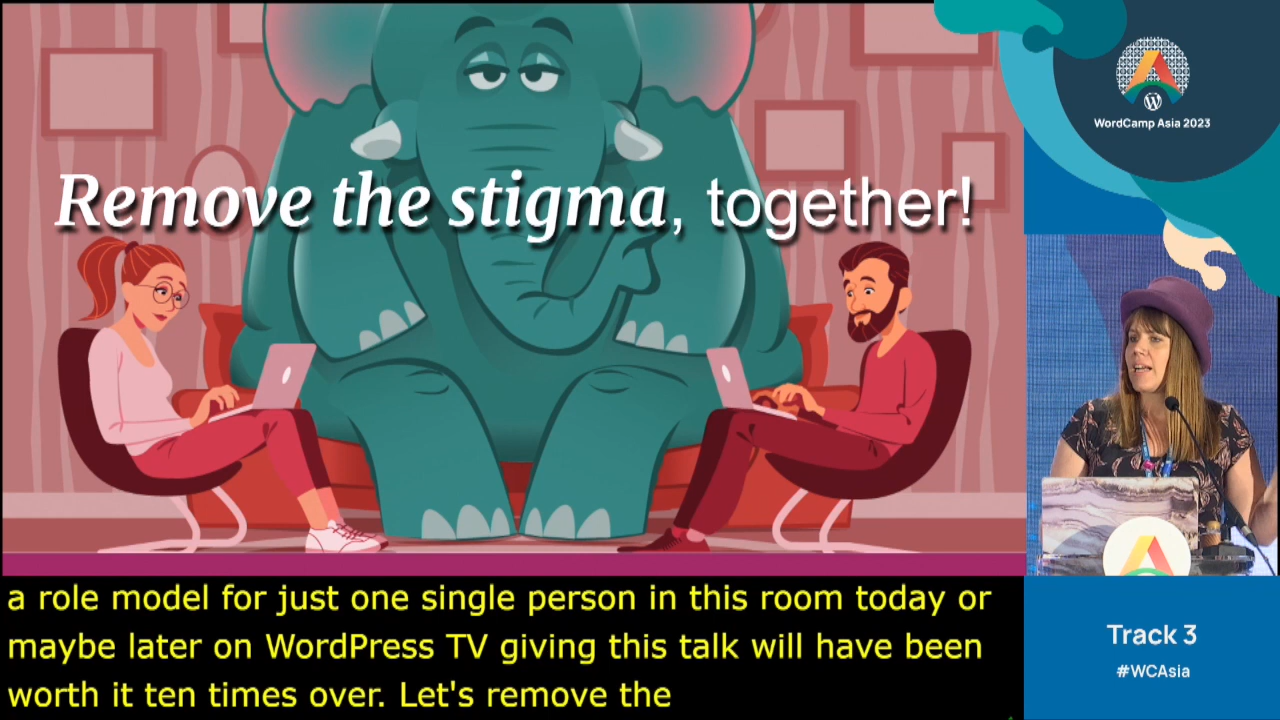 Remove the stigma, together!
WordCamp Asia 2023
a role model for just one single person in this room today or
maybe later on WordPress TV giving this talk will have been
worth it ten times over. Let's remove the
Track 3
#WCAsia